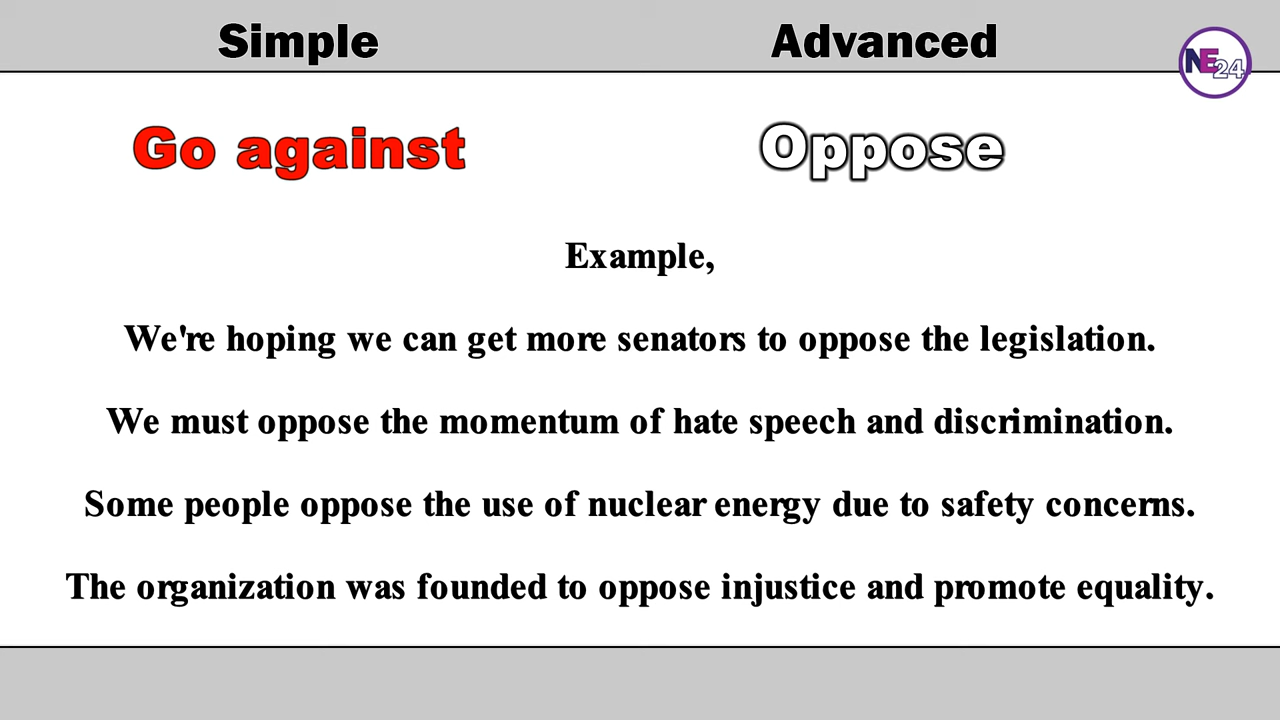 Simple Advanced
NE24
Go against Oppose
Example,
We're hoping we can get more senators to oppose the legislation.
We must oppose the momentum of hate speech and discrimination.
Some people oppose the use of nuclear energy due to safety concerns.
The organization was founded to oppose injustice and promote equality.